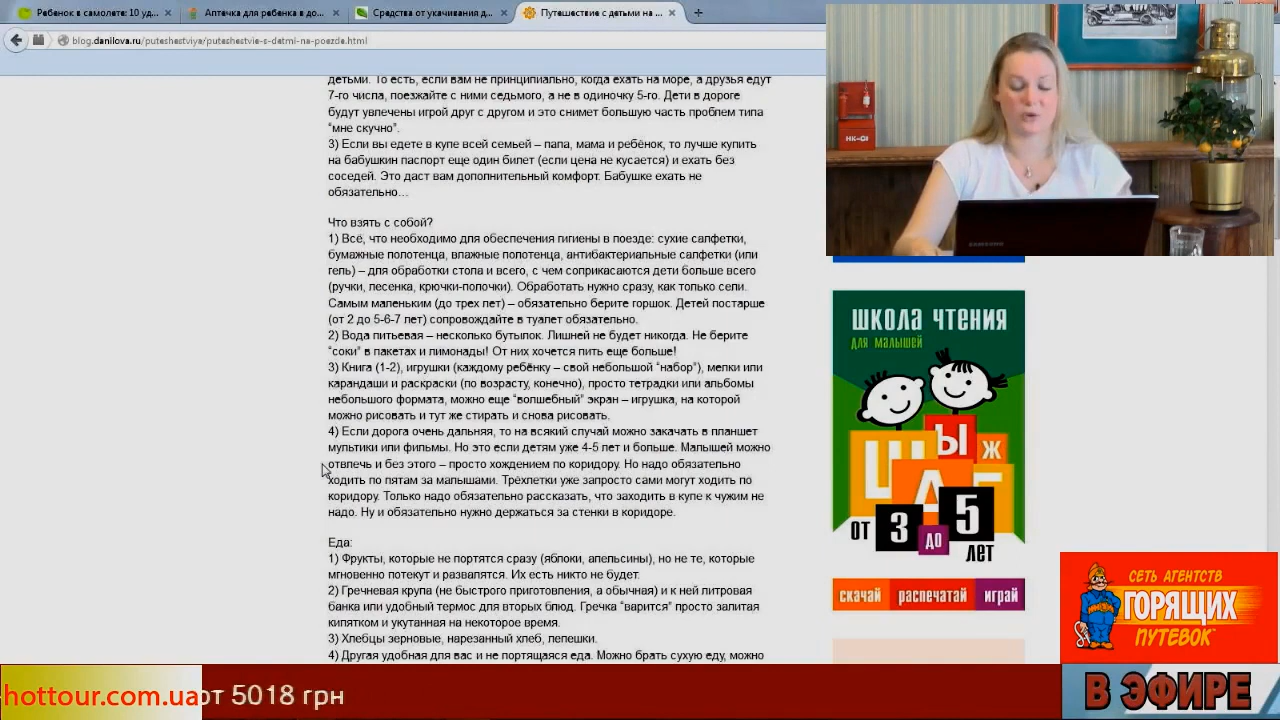 Ребенок в самолете: 10 уд...
Аптечка для ребенка в до...
Средства от укачивания д...
Путешествие с детьми на ...
blog.danilova.ru/puteshestviya/puteshestvie-s-detmi-na-poezde.html
детьми. То есть, если вам не принципиально, когда ехать на море, а друзья едут
7-го числа, поезжайте с ними седьмого, а не в одиночку 5-го. Дети в дороге
будут увлечены игрой друг с другом и это снимет большую часть проблем типа
“мне скучно”.
3) Если вы едете в купе всей семьей – папа, мама и ребёнок, то лучше купить
на бабушкин паспорт еще один билет (если цена не кусается) и ехать без
соседей. Это даст вам дополнительный комфорт. Бабушке ехать не
обязательно…
Что взять с собой?
1) Всё, что необходимо для обеспечения гигиены в поезде: сухие салфетки,
бумажные полотенца, влажные полотенца, антибактериальные салфетки (или
гель) – для обработки стола и всего, с чем соприкасаются дети больше всего
(ручки, лесенка, крючки-полочки). Обработать нужно сразу, как только сели.
Самым маленьким (до трех лет) – обязательно берите горшок. Детей постарше
(от 2 до 5-6-7 лет) сопровождайте в туалет обязательно.
2) Вода питьевая – несколько бутылок. Лишней не будет никогда. Не берите
“соки” в пакетах и лимонады! От них хочется пить еще больше!
3) Книга (1-2), игрушки (каждому ребёнку – свой небольшой “набор”), мелки или
карандаши и раскраски (по возрасту, конечно), просто тетрадки или альбомы
небольшого формата, можно еще “волшебный” экран – игрушка, на которой
можно рисовать и тут же стирать и снова рисовать.
4) Если дорога очень дальняя, то на всякий случай можно закачать в планшет
мультики или фильмы. Но это если детям уже 4-5 лет и больше. Малышей можно
отвлечь и без этого – просто хождением по коридору. Но надо обязательно
ходить по пятам за малышами. Трёхлетки уже запросто сами могут ходить по
коридору. Только надо обязательно рассказать, что заходить в купе к чужим не
надо. Ну и обязательно нужно держаться за стенки в коридоре.
Еда:
1) Фрукты, которые не портятся сразу (яблоки, апельсины), но не те, которые
мгновенно потекут и развалятся. Их есть никто не будет.
2) Гречневая крупа (не быстрого приготовления, а обычная) и к ней литровая
банка или удобный термос для вторых блюд. Гречка “варится” просто залитая
кипятком и укутанная на некоторое время.
3) Хлебцы зерновые, нарезанный хлеб, лепешки.
4) Другая удобная для вас и не портящаяся еда. Можно брать сухую еду, можно
SAMSUNG
ШКОЛА ЧТЕНИЯ
ДЛЯ МАЛЫШЕЙ
Ы
Ш
Ж
А
ОТ 3 ДО 5 ЛЕТ
скачай распечатай играй
СЕТЬ АГЕНТСТВ
ГОРЯЩИХ
ПУТЕВОК
hottour.com.ua
от 5018 грн
В ЭФИРЕ